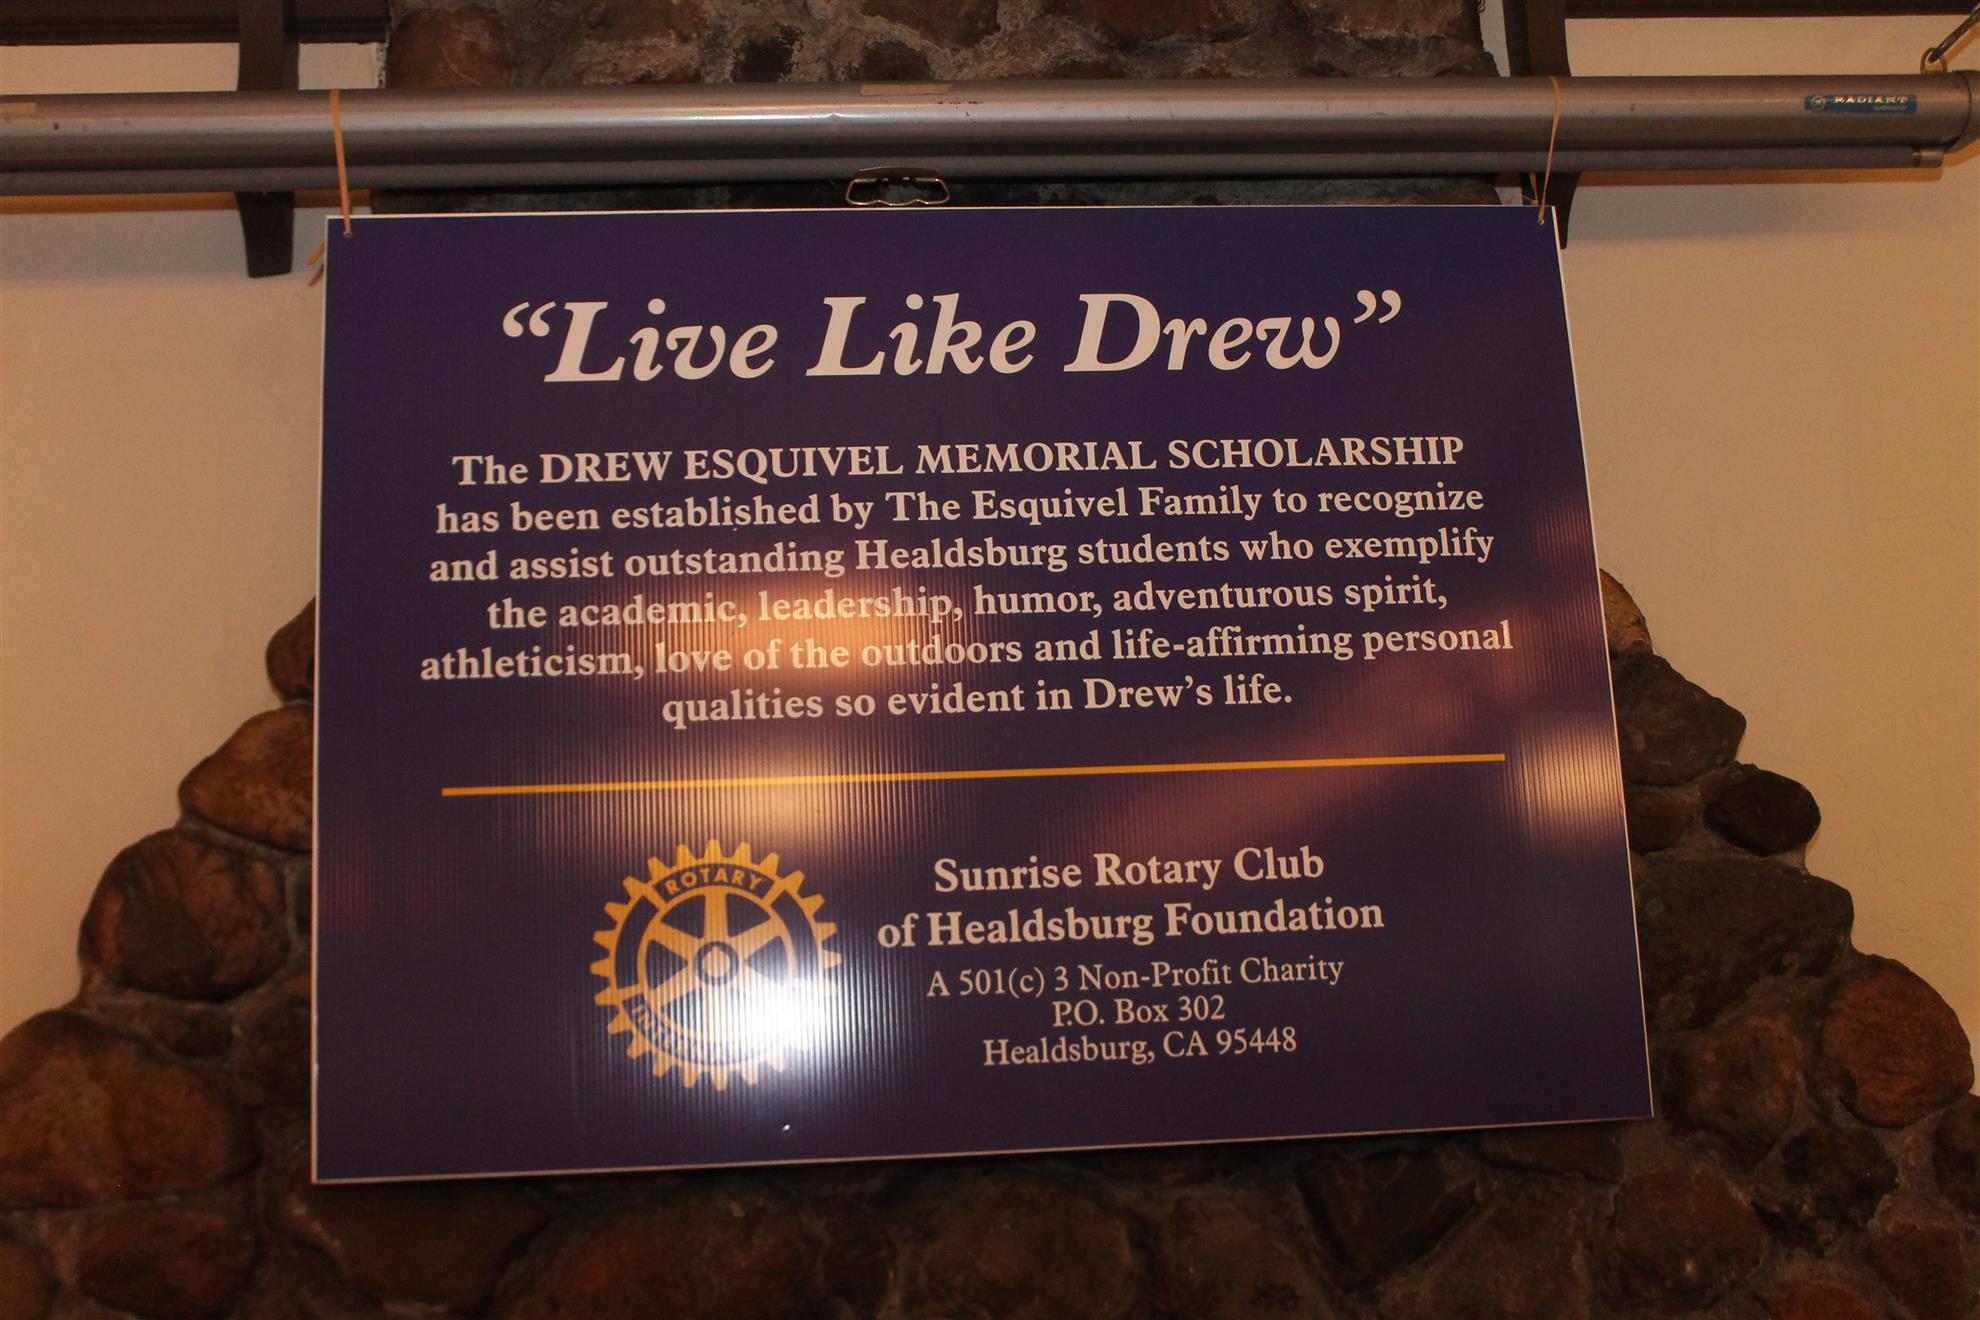 RADIANT
“Live Like Drew”
The DREW ESQUIVEL MEMORIAL SCHOLARSHIP
has been established by The Esquivel Family to recognize
and assist outstanding Healdsburg students who exemplify
the academic, leadership, humor, adventurous spirit,
athleticism, love of the outdoors and life-affirming personal
qualities so evident in Drew’s life.
ROTARY
Sunrise Rotary Club
of Healdsburg Foundation
A 501(c) 3 Non-Profit Charity
P.O. Box 302
Healdsburg, CA 95448